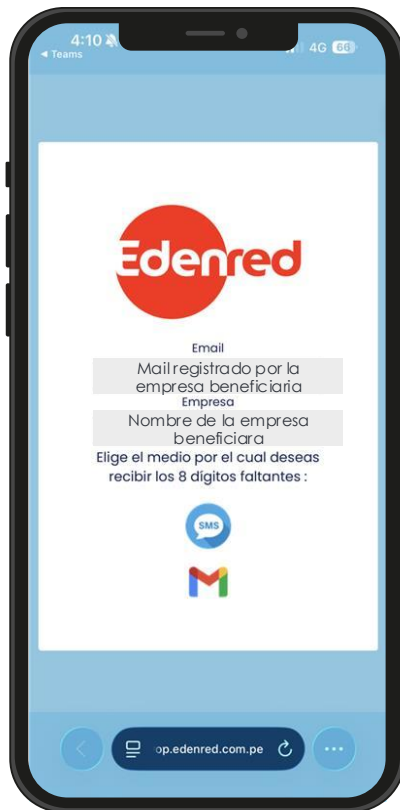 4:10
4G 66
◄ Teams
Edenred
Email
Mail registrado por la
empresa beneficiaria
Empresa
Nombre de la empresa
beneficiara
Elige el medio por el cual deseas
recibir los 8 dígitos faltantes :
SMS
op.edenred.com.pe